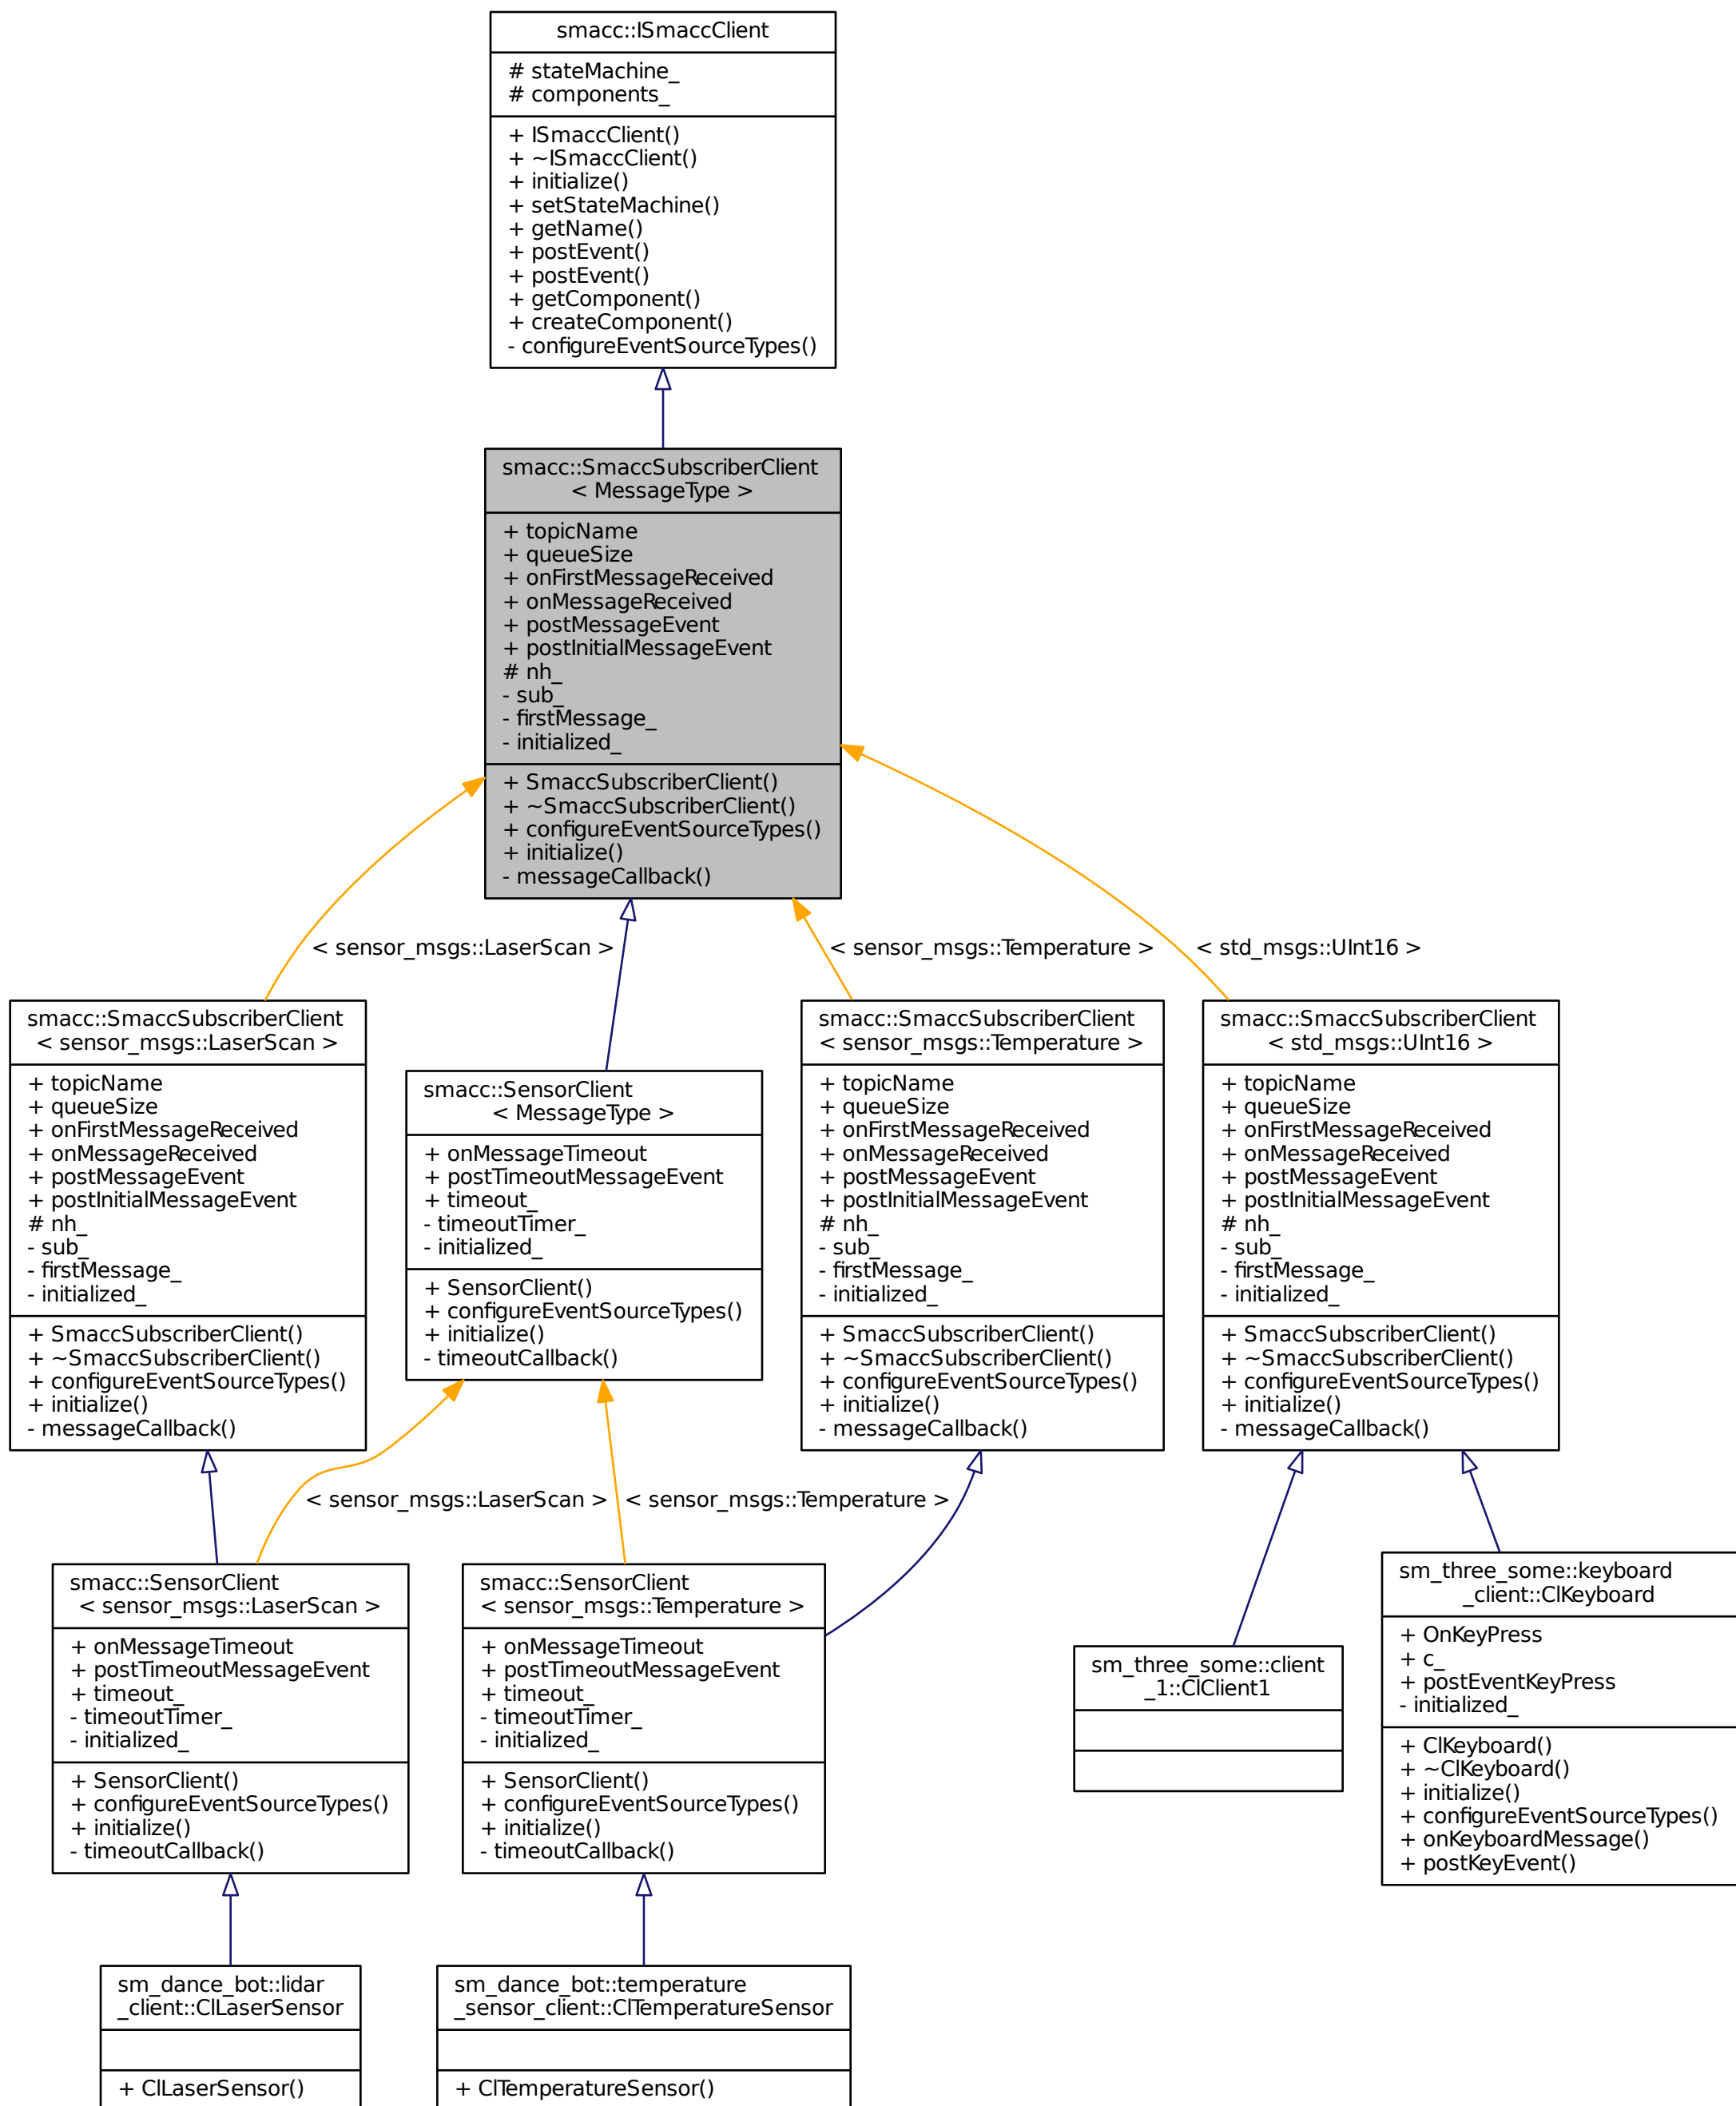 smacc::ISmaccClient
# stateMachine_
# components_
+ ISmaccClient()
+ ~ISmaccClient()
+ initialize()
+ setStateMachine()
+ getName()
+ postEvent()
+ postEvent()
+ getComponent()
+ createComponent()
- configureEventSourceTypes()
smacc::SmaccSubscriberClient
< MessageType >
+ topicName
+ queueSize
+ onFirstMessageReceived
+ onMessageReceived
+ postMessageEvent
+ postInitialMessageEvent
# nh_
- sub_
- firstMessage_
- initialized_
+ SmaccSubscriberClient()
+ ~SmaccSubscriberClient()
+ configureEventSourceTypes()
+ initialize()
- messageCallback()
< sensor_msgs::LaserScan >
< sensor_msgs::Temperature >
< std_msgs::UInt16 >
smacc::SmaccSubscriberClient
< sensor_msgs::LaserScan >
+ topicName
+ queueSize
+ onFirstMessageReceived
+ onMessageReceived
+ postMessageEvent
+ postInitialMessageEvent
# nh_
- sub_
- firstMessage_
- initialized_
+ SmaccSubscriberClient()
+ ~SmaccSubscriberClient()
+ configureEventSourceTypes()
+ initialize()
- messageCallback()
smacc::SensorClient
< MessageType >
+ onMessageTimeout
+ postTimeoutMessageEvent
+ timeout_
- timeoutTimer_
- initialized_
+ SensorClient()
+ configureEventSourceTypes()
+ initialize()
- timeoutCallback()
smacc::SmaccSubscriberClient
< sensor_msgs::Temperature >
+ topicName
+ queueSize
+ onFirstMessageReceived
+ onMessageReceived
+ postMessageEvent
+ postInitialMessageEvent
# nh_
- sub_
- firstMessage_
- initialized_
+ SmaccSubscriberClient()
+ ~SmaccSubscriberClient()
+ configureEventSourceTypes()
+ initialize()
- messageCallback()
smacc::SmaccSubscriberClient
< std_msgs::UInt16 >
+ topicName
+ queueSize
+ onFirstMessageReceived
+ onMessageReceived
+ postMessageEvent
+ postInitialMessageEvent
# nh_
- sub_
- firstMessage_
- initialized_
+ SmaccSubscriberClient()
+ ~SmaccSubscriberClient()
+ configureEventSourceTypes()
+ initialize()
- messageCallback()
< sensor_msgs::LaserScan >
< sensor_msgs::Temperature >
smacc::SensorClient
< sensor_msgs::LaserScan >
+ onMessageTimeout
+ postTimeoutMessageEvent
+ timeout_
- timeoutTimer_
- initialized_
+ SensorClient()
+ configureEventSourceTypes()
+ initialize()
- timeoutCallback()
smacc::SensorClient
< sensor_msgs::Temperature >
+ onMessageTimeout
+ postTimeoutMessageEvent
+ timeout_
- timeoutTimer_
- initialized_
+ SensorClient()
+ configureEventSourceTypes()
+ initialize()
- timeoutCallback()
sm_three_some::client
_1::ClClient1
sm_three_some::keyboard
_client::ClKeyboard
+ OnKeyPress
+ c_
+ postEventKeyPress
- initialized_
+ ClKeyboard()
+ ~ClKeyboard()
+ initialize()
+ configureEventSourceTypes()
+ onKeyboardMessage()
+ postKeyEvent()
sm_dance_bot::lidar
_client::ClLaserSensor
+ ClLaserSensor()
sm_dance_bot::temperature
_sensor_client::ClTemperatureSensor
+ ClTemperatureSensor()